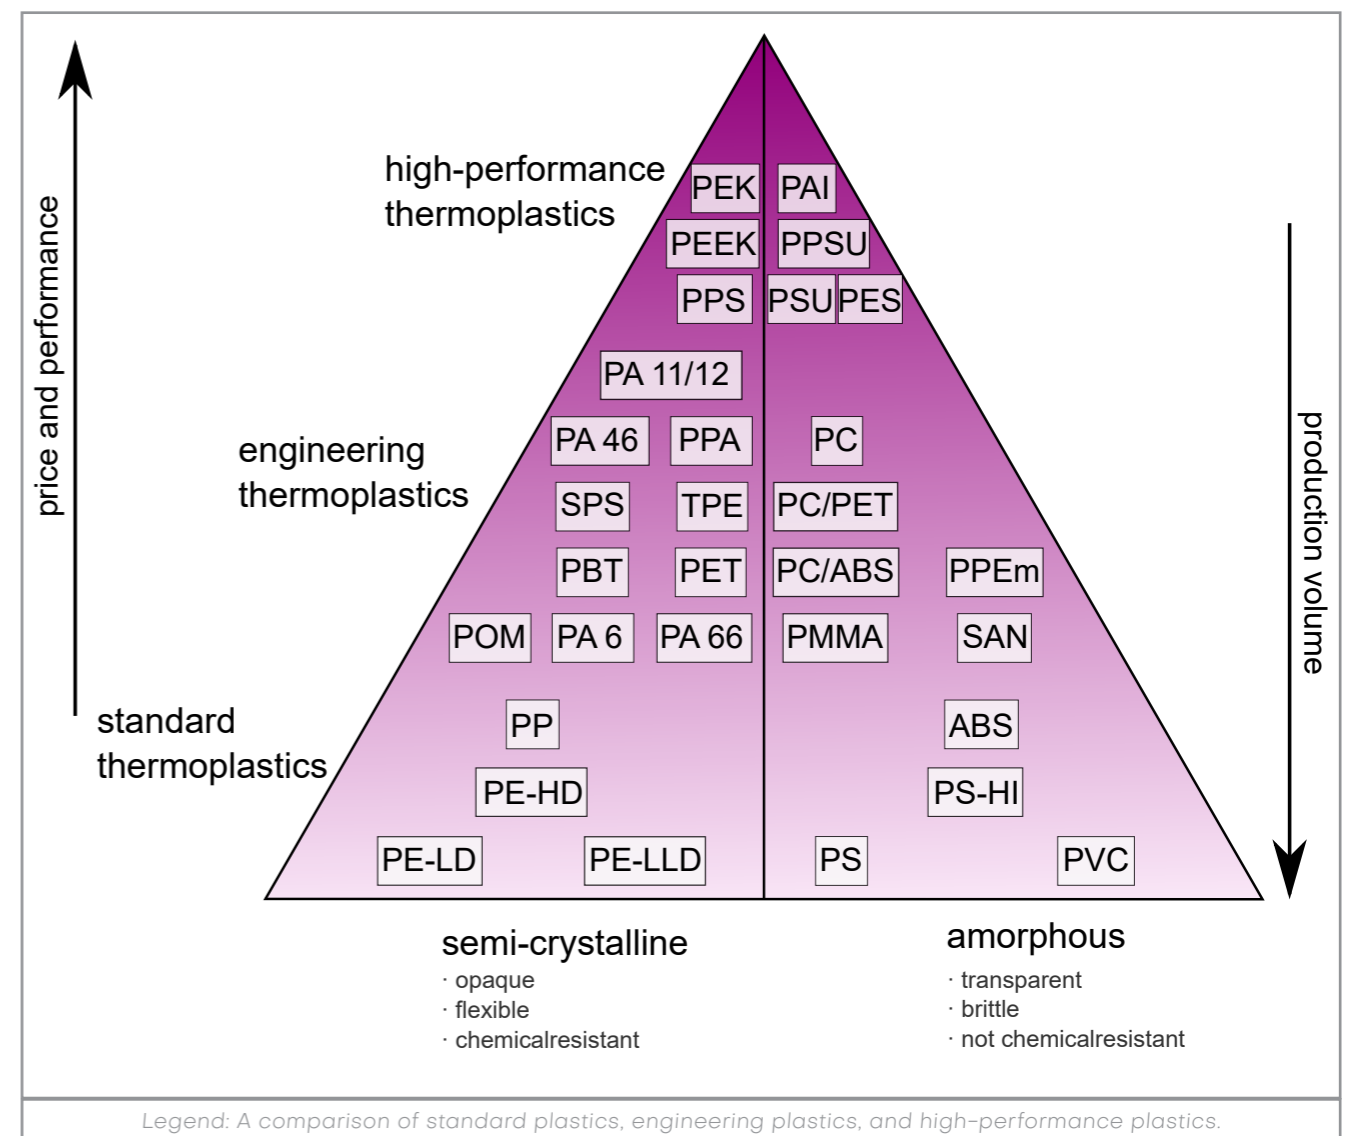 price and performance
high-performance
thermoplastics
PEK PAI
PEEK PPSU
PPS PSU PES
PA 11/12
engineering
thermoplastics
PA 46 PPA PC
SPS TPE PC/PET
PBT PET PC/ABS PPEm
POM PA 6 PA 66 PMMA SAN
standard
thermoplastics
PP ABS
PE-HD PS-HI
PE-LD PE-LLD PS PVC
production volume
semi-crystalline
· opaque
· flexible
· chemicalresistant
amorphous
· transparent
· brittle
· not chemicalresistant
Legend: A comparison of standard plastics, engineering plastics, and high-performance plastics.